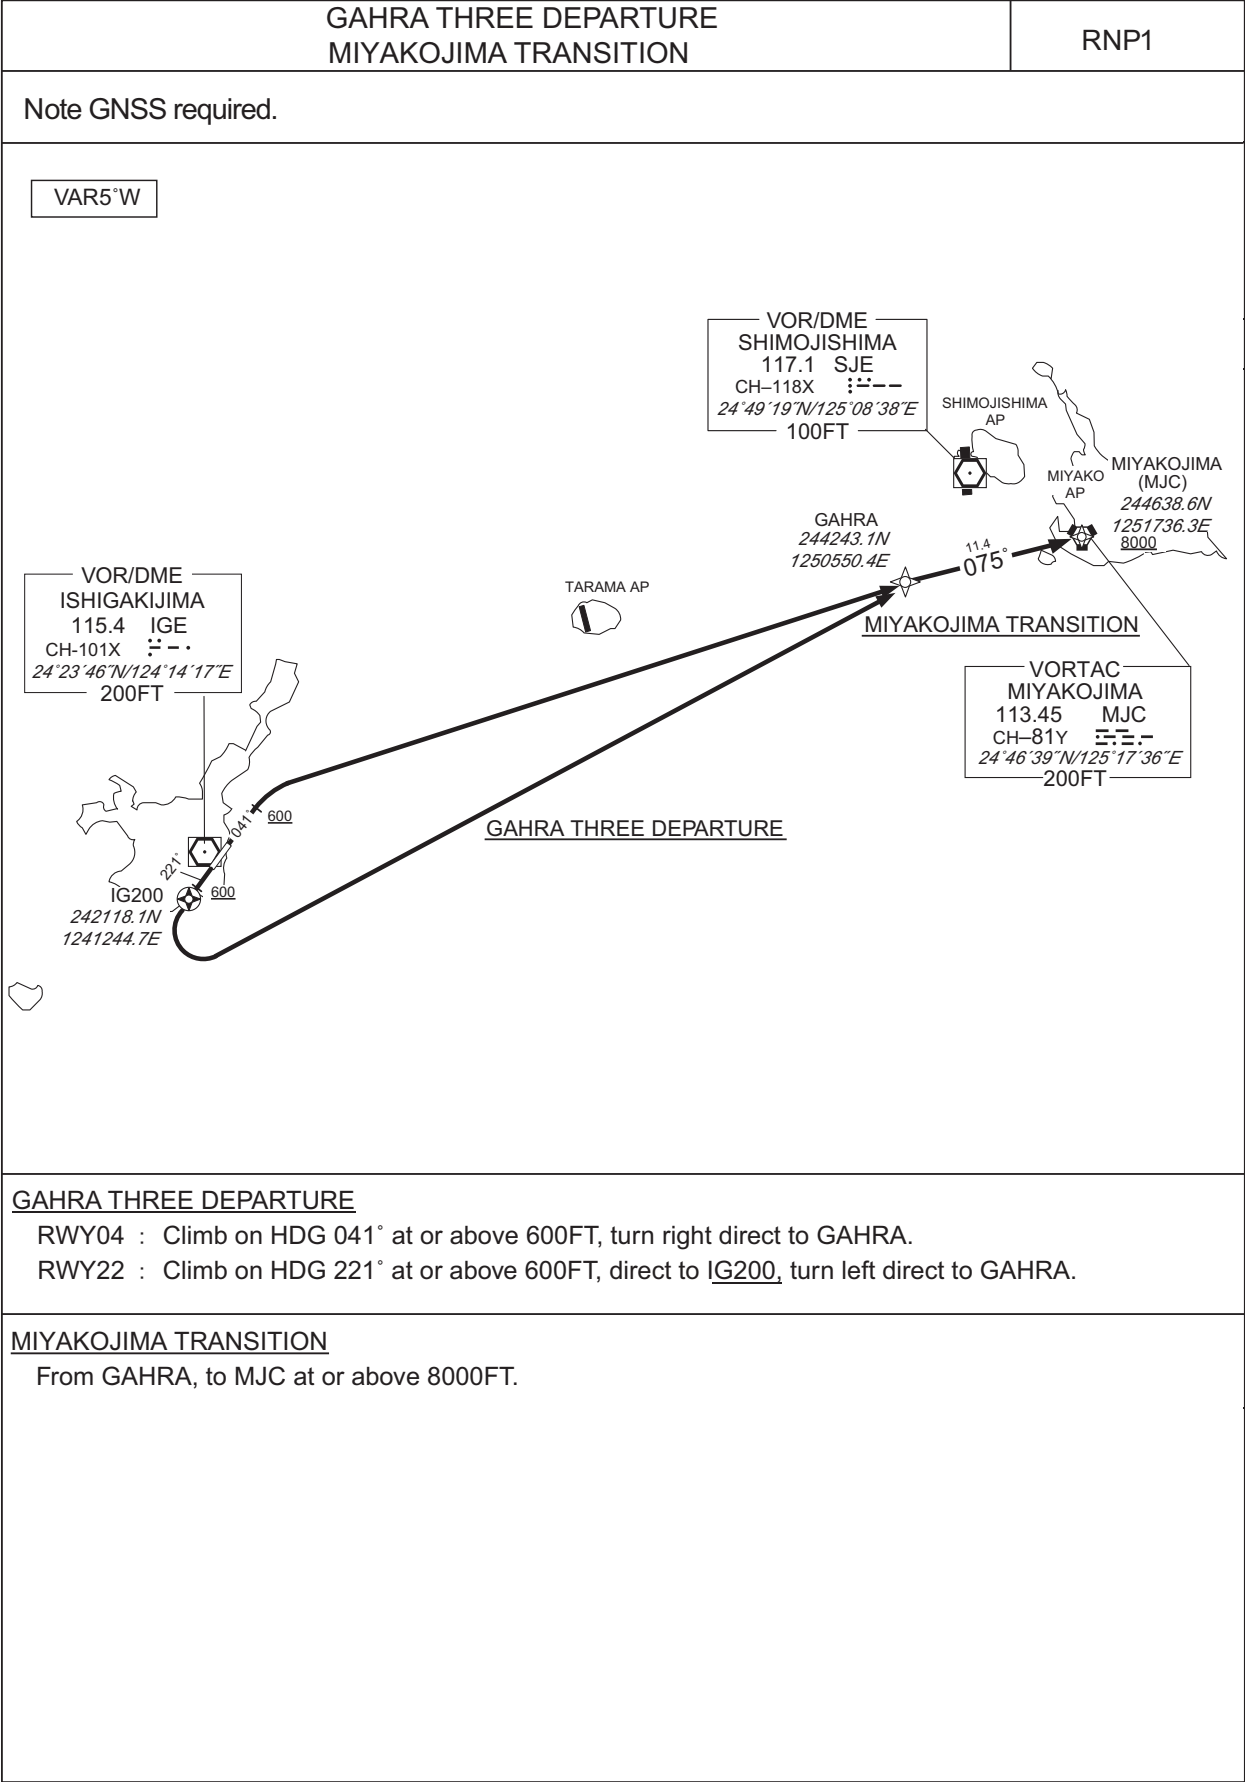 GAHRA THREE DEPARTURE
MIYAKOJIMA TRANSITION
RNP1
Note GNSS required.
VAR5˚W
VOR/DME
SHIMOJISHIMA
117.1 SJE
CH–118X
24˚49´19˝N/125˚08´38˝E
100FT
SHIMOJISHIMA
AP
MIYAKO
AP
MIYAKOJIMA
(MJC)
244638.6N
1251736.3E
8000
GAHRA
244243.1N
1250550.4E
11.4
075˚
MIYAKOJIMA TRANSITION
TARAMA AP
VOR/DME
ISHIGAKIJIMA
115.4 IGE
CH-101X
24˚23´46˝N/124˚14´17˝E
200FT
VORTAC
MIYAKOJIMA
113.45 MJC
CH–81Y
24˚46´39˝N/125˚17´36˝E
200FT
041˚
600
GAHRA THREE DEPARTURE
221˚
600
IG200
242118.1N
1241244.7E
GAHRA THREE DEPARTURE
RWY04 : Climb on HDG 041˚ at or above 600FT, turn right direct to GAHRA.
RWY22 : Climb on HDG 221˚ at or above 600FT, direct to IG200, turn left direct to GAHRA.
MIYAKOJIMA TRANSITION
From GAHRA, to MJC at or above 8000FT.